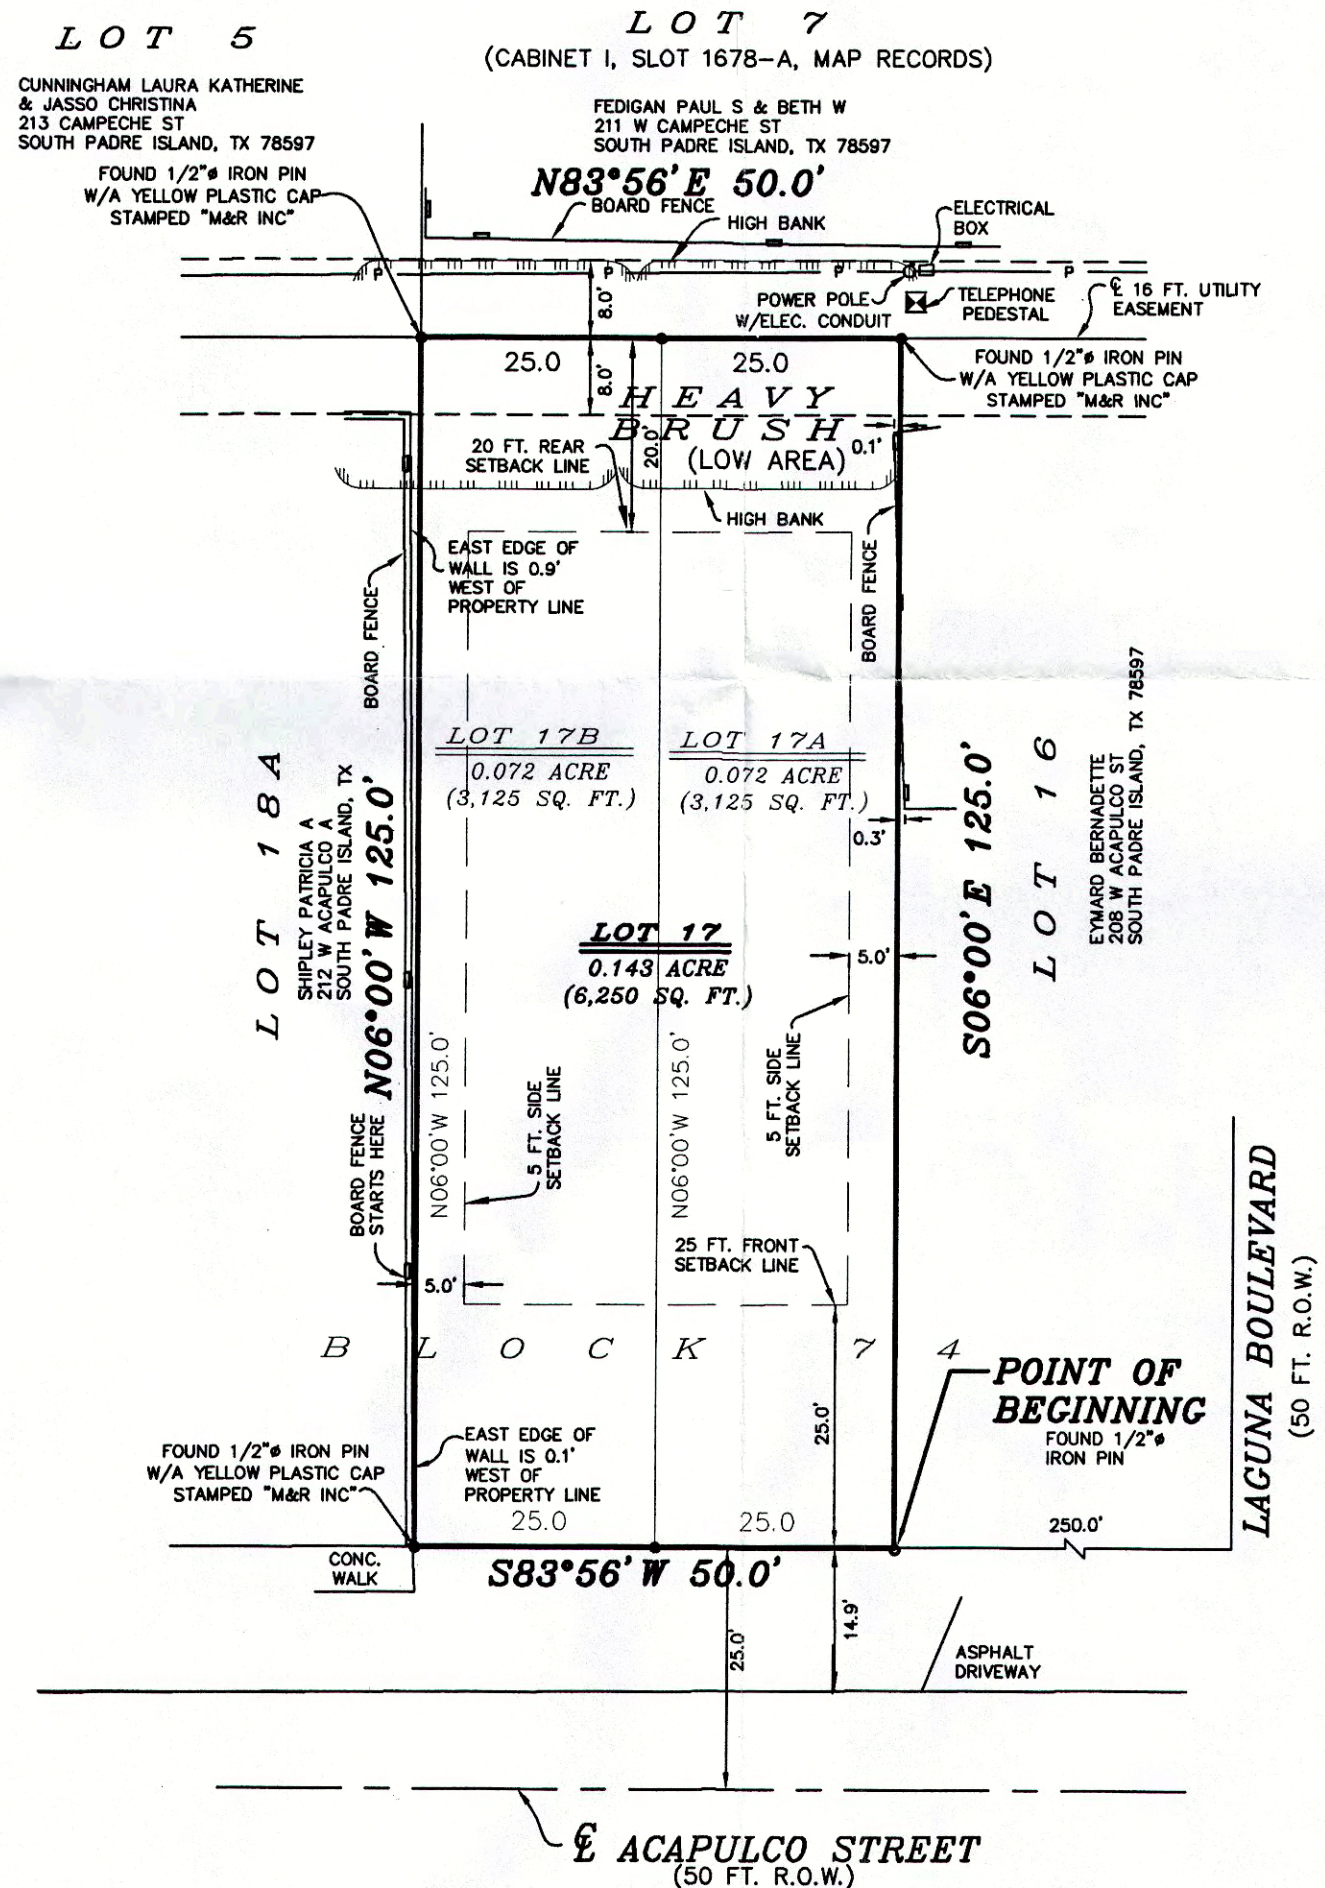 LOT 5
LOT 7
(CABINET I, SLOT 1678-A, MAP RECORDS)
CUNNINGHAM LAURA KATHERINE
& JASSO CHRISTINA
213 CAMPECHE ST
SOUTH PADRE ISLAND, TX 78597
FEDIGAN PAUL S & BETH W
211 W CAMPECHE ST
SOUTH PADRE ISLAND, TX 78597
FOUND 1/2"ø IRON PIN
W/A YELLOW PLASTIC CAP
STAMPED "M&R INC"
N83°56'E 50.0'
BOARD FENCE
HIGH BANK
ELECTRICAL
BOX
P
P
P
8.0'
POWER POLE
W/ELEC. CONDUIT
TELEPHONE
PEDESTAL
℄ 16 FT. UTILITY
EASEMENT
25.0
25.0
8.0'
FOUND 1/2"ø IRON PIN
W/A YELLOW PLASTIC CAP
STAMPED "M&R INC"
HEAVY
BRUSH
(LOW AREA)
0.1'
20 FT. REAR
SETBACK LINE
20.0'
HIGH BANK
EAST EDGE OF
WALL IS 0.9'
WEST OF
PROPERTY LINE
BOARD FENCE
BOARD FENCE
LOT 17B
0.072 ACRE
(3,125 SQ. FT.)
LOT 17A
0.072 ACRE
(3,125 SQ. FT.)
0.3'
LOT 18A
SHIPLEY PATRICIA A
212 W ACAPULCO A
SOUTH PADRE ISLAND, TX
N06°00'W 125.0'
S06°00'E 125.0'
LOT 16
EYMARD BERNADETTE
208 W ACAPULCO ST
SOUTH PADRE ISLAND, TX 78597
LOT 17
0.143 ACRE
(6,250 SQ. FT.)
5.0'
N06°00'W 125.0'
5 FT. SIDE
SETBACK LINE
N06°00'W 125.0'
5 FT. SIDE
SETBACK LINE
BOARD FENCE
STARTS HERE
5.0'
25 FT. FRONT
SETBACK LINE
BLOCK 74
POINT OF
BEGINNING
FOUND 1/2"ø
IRON PIN
LAGUNA BOULEVARD
(50 FT. R.O.W.)
25.0'
FOUND 1/2"ø IRON PIN
W/A YELLOW PLASTIC CAP
STAMPED "M&R INC"
EAST EDGE OF
WALL IS 0.1'
WEST OF
PROPERTY LINE
25.0
25.0
250.0'
CONC.
WALK
S83°56'W 50.0'
25.0'
14.9'
ASPHALT
DRIVEWAY
℄ ACAPULCO STREET
(50 FT. R.O.W.)